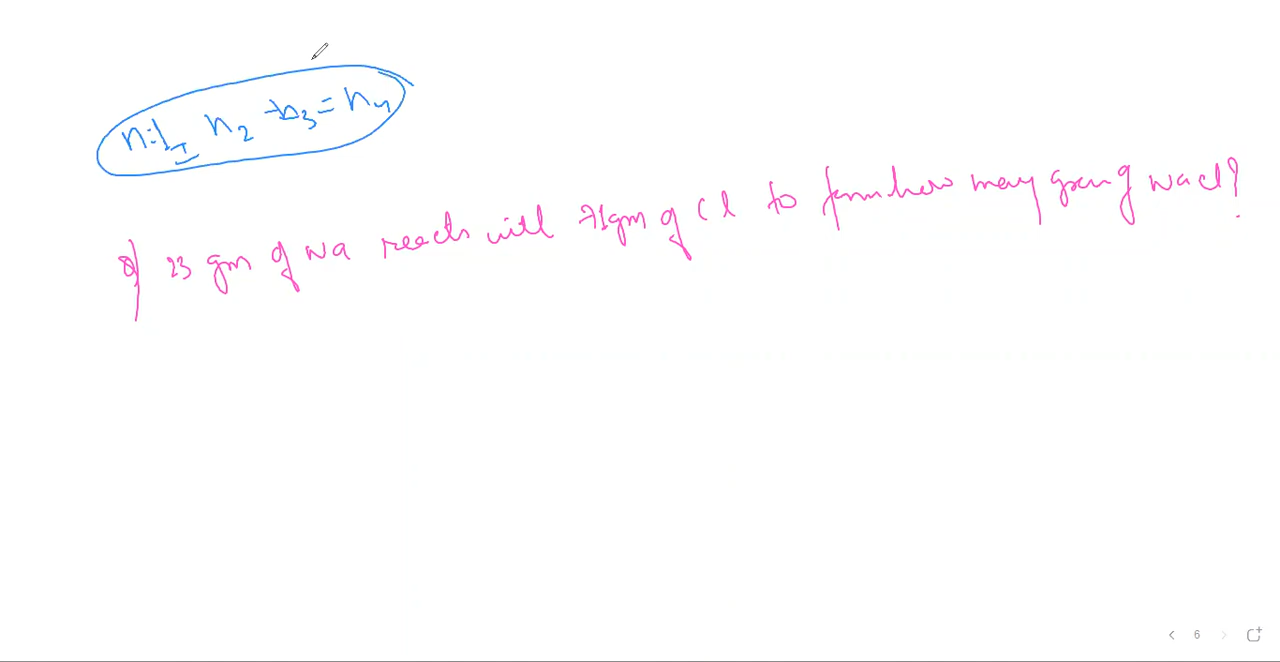 n2 - n3 = n4
Q) 23 gm of Na reacts with 71gm of Cl to form how many gram of NaCl?
6